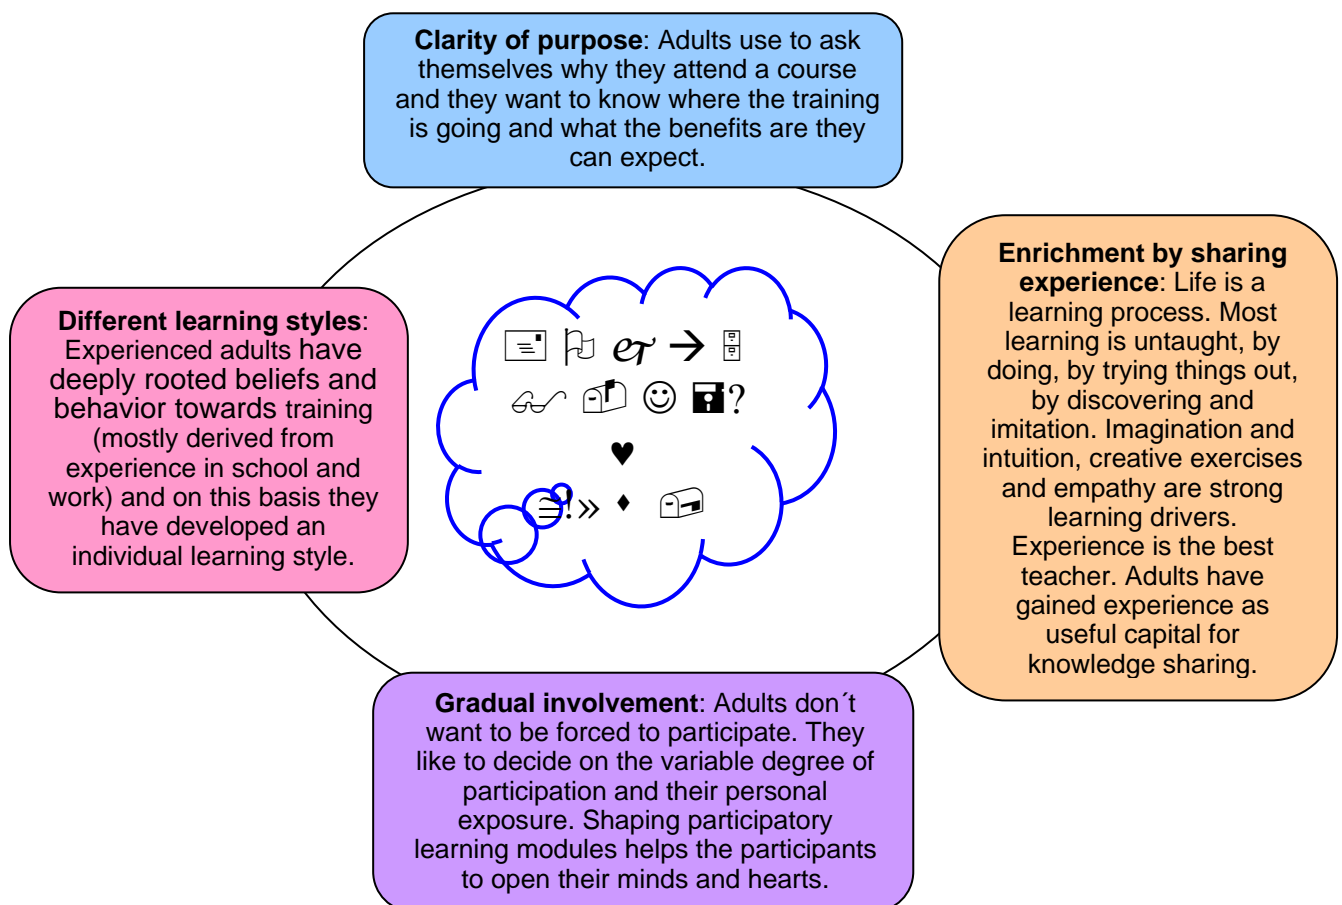 Clarity of purpose: Adults use to ask
themselves why they attend a course
and they want to know where the training
is going and what the benefits are they
can expect.
Enrichment by sharing
experience: Life is a
learning process. Most
learning is untaught, by
doing, by trying things out,
by discovering and
imitation. Imagination and
intuition, creative exercises
and empathy are strong
learning drivers.
Experience is the best
teacher. Adults have
gained experience as
useful capital for
knowledge sharing.
Different learning styles:
Experienced adults have
deeply rooted beliefs and
behavior towards training
(mostly derived from
experience in school and
work) and on this basis they
have developed an
individual learning style.
Gradual involvement: Adults don´t
want to be forced to participate. They
like to decide on the variable degree of
participation and their personal
exposure. Shaping participatory
learning modules helps the participants
to open their minds and hearts.